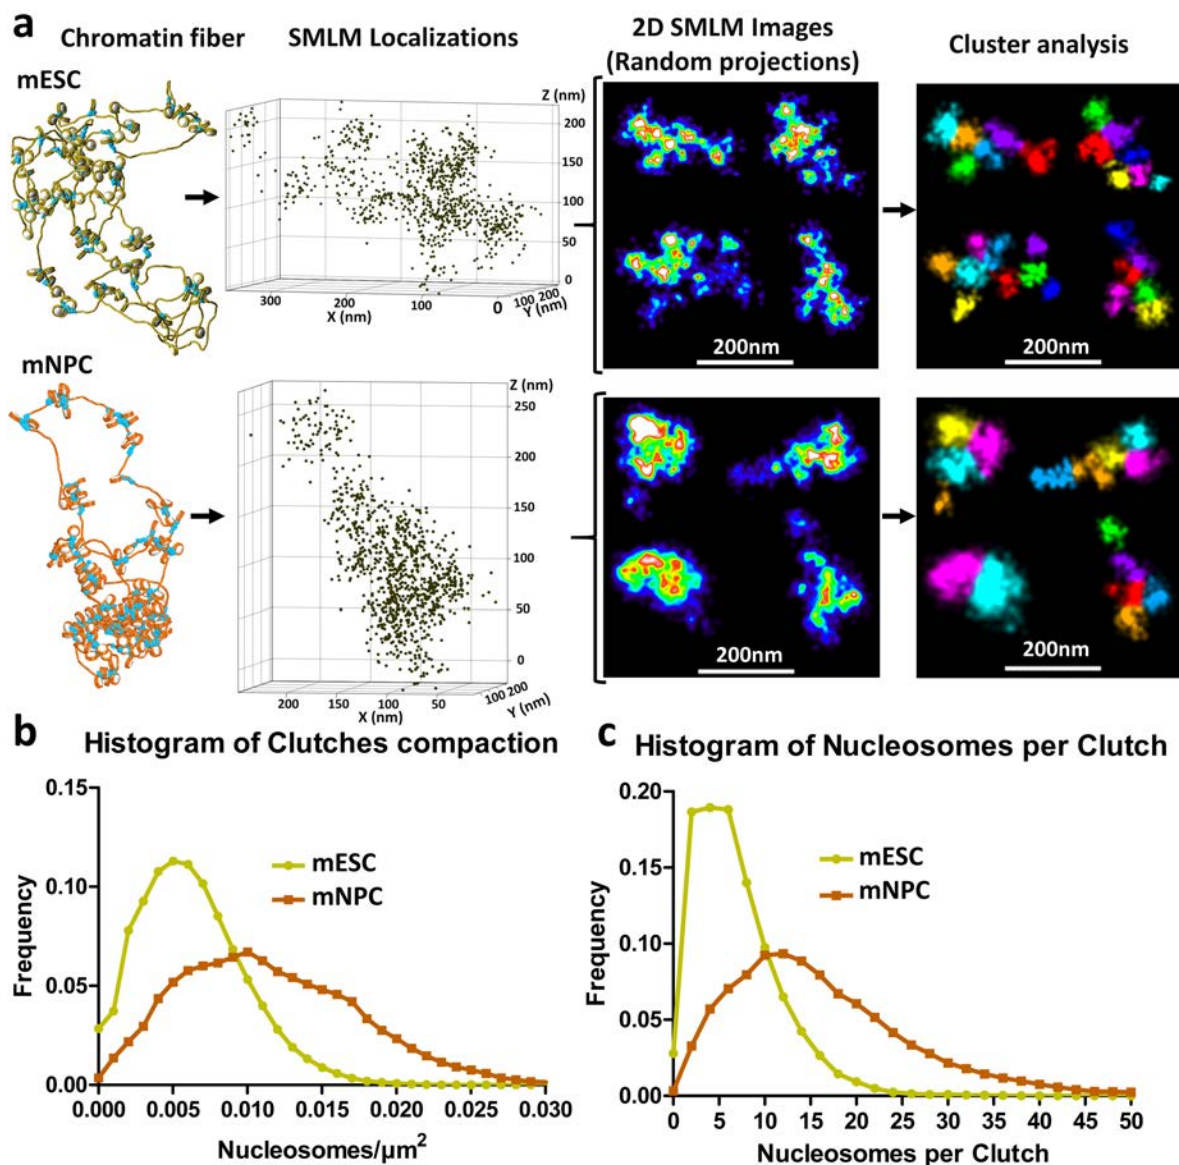 a
Chromatin fiber
SMLM Localizations
2D SMLM Images
(Random projections)
Cluster analysis
mESC
Z (nm)
200
150
100
50
0
300
200
100
0
X (nm)
100 200
Y (nm)
200nm
200nm
mNPC
Z (nm)
250
200
150
100
50
0
200
150
100
50
X (nm)
100 200
Y (nm)
200nm
200nm
b
Histogram of Clutches compaction
0.15
0.10
0.05
0.00
Frequency
mESC
mNPC
0.000
0.005
0.010
0.015
0.020
0.025
0.030
Nucleosomes/µm²
c
Histogram of Nucleosomes per Clutch
0.20
0.15
0.10
0.05
0.00
Frequency
mESC
mNPC
0
5
10
15
20
25
30
35
40
45
50
Nucleosomes per Clutch